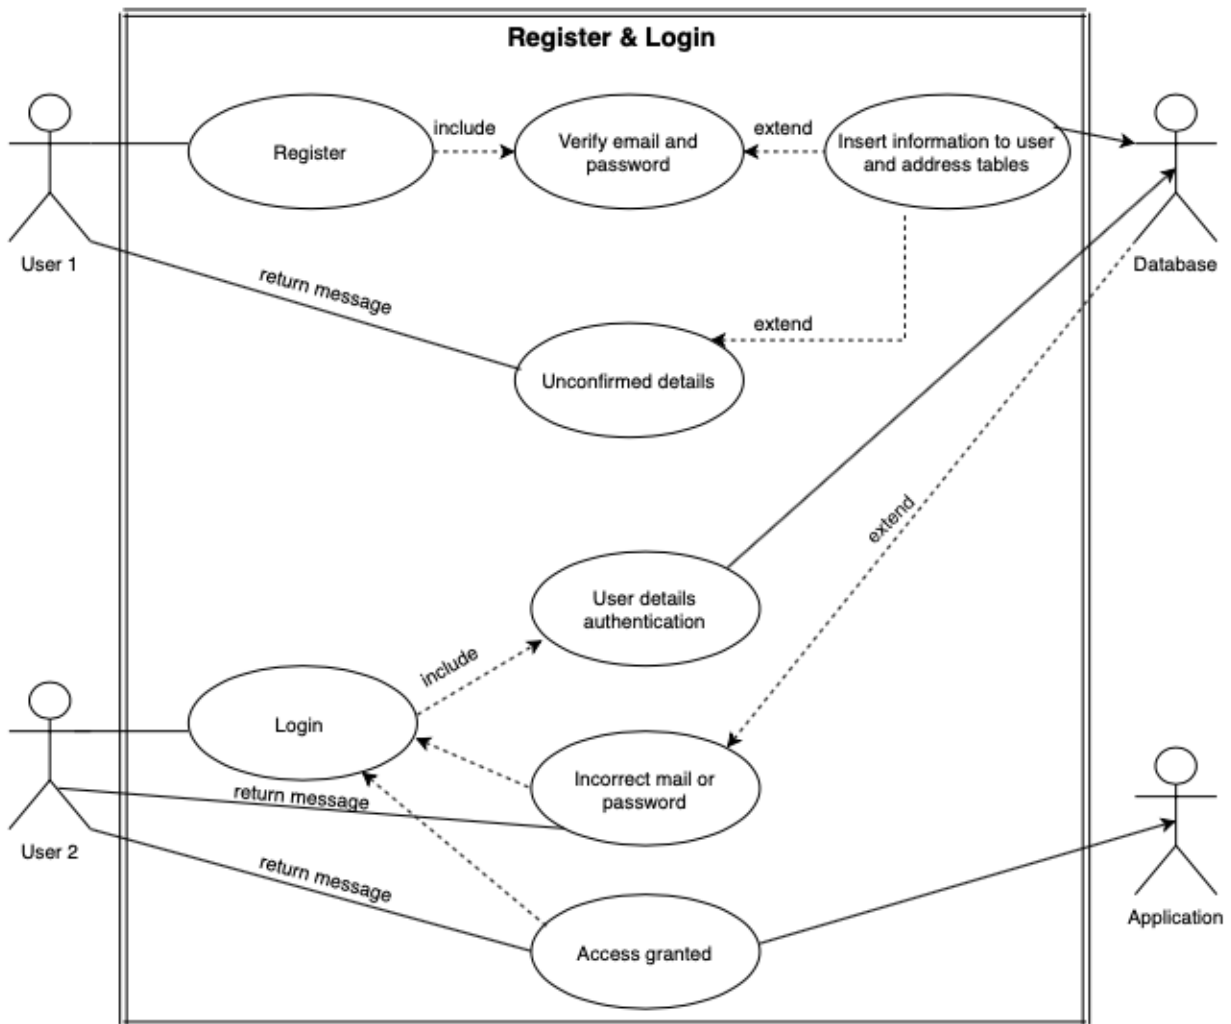 Register & Login
Register
include
Verify email and
password
extend
Insert information to user
and address tables
User 1
Database
return message
extend
Unconfirmed details
extend
User details
authentication
include
Login
Incorrect mail or
password
return message
User 2
return message
Access granted
Application